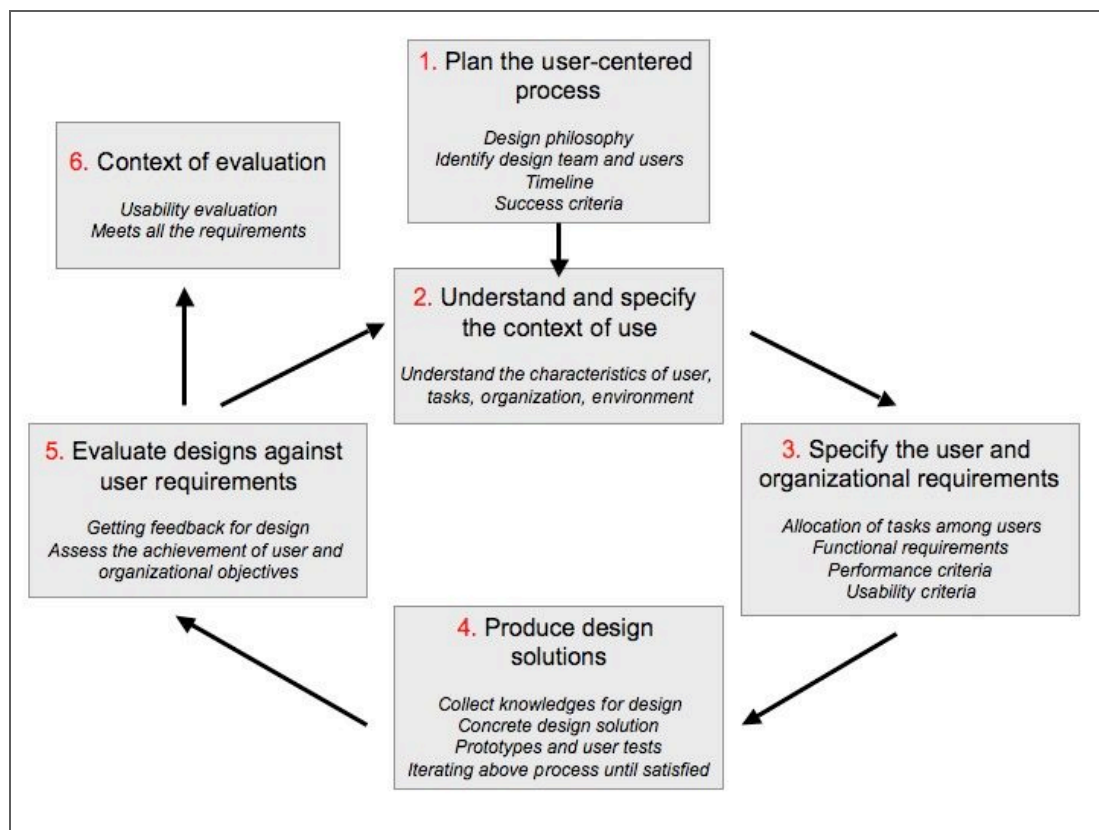 1. Plan the user-centered
process
Design philosophy
Identify design team and users
Timeline
Success criteria
6. Context of evaluation
Usability evaluation
Meets all the requirements
2. Understand and specify
the context of use
Understand the characteristics of user,
tasks, organization, environment
5. Evaluate designs against
user requirements
Getting feedback for design
Assess the achievement of user and
organizational objectives
3. Specify the user and
organizational requirements
Allocation of tasks among users
Functional requirements
Performance criteria
Usability criteria
4. Produce design
solutions
Collect knowledges for design
Concrete design solution
Prototypes and user tests
Iterating above process until satisfied